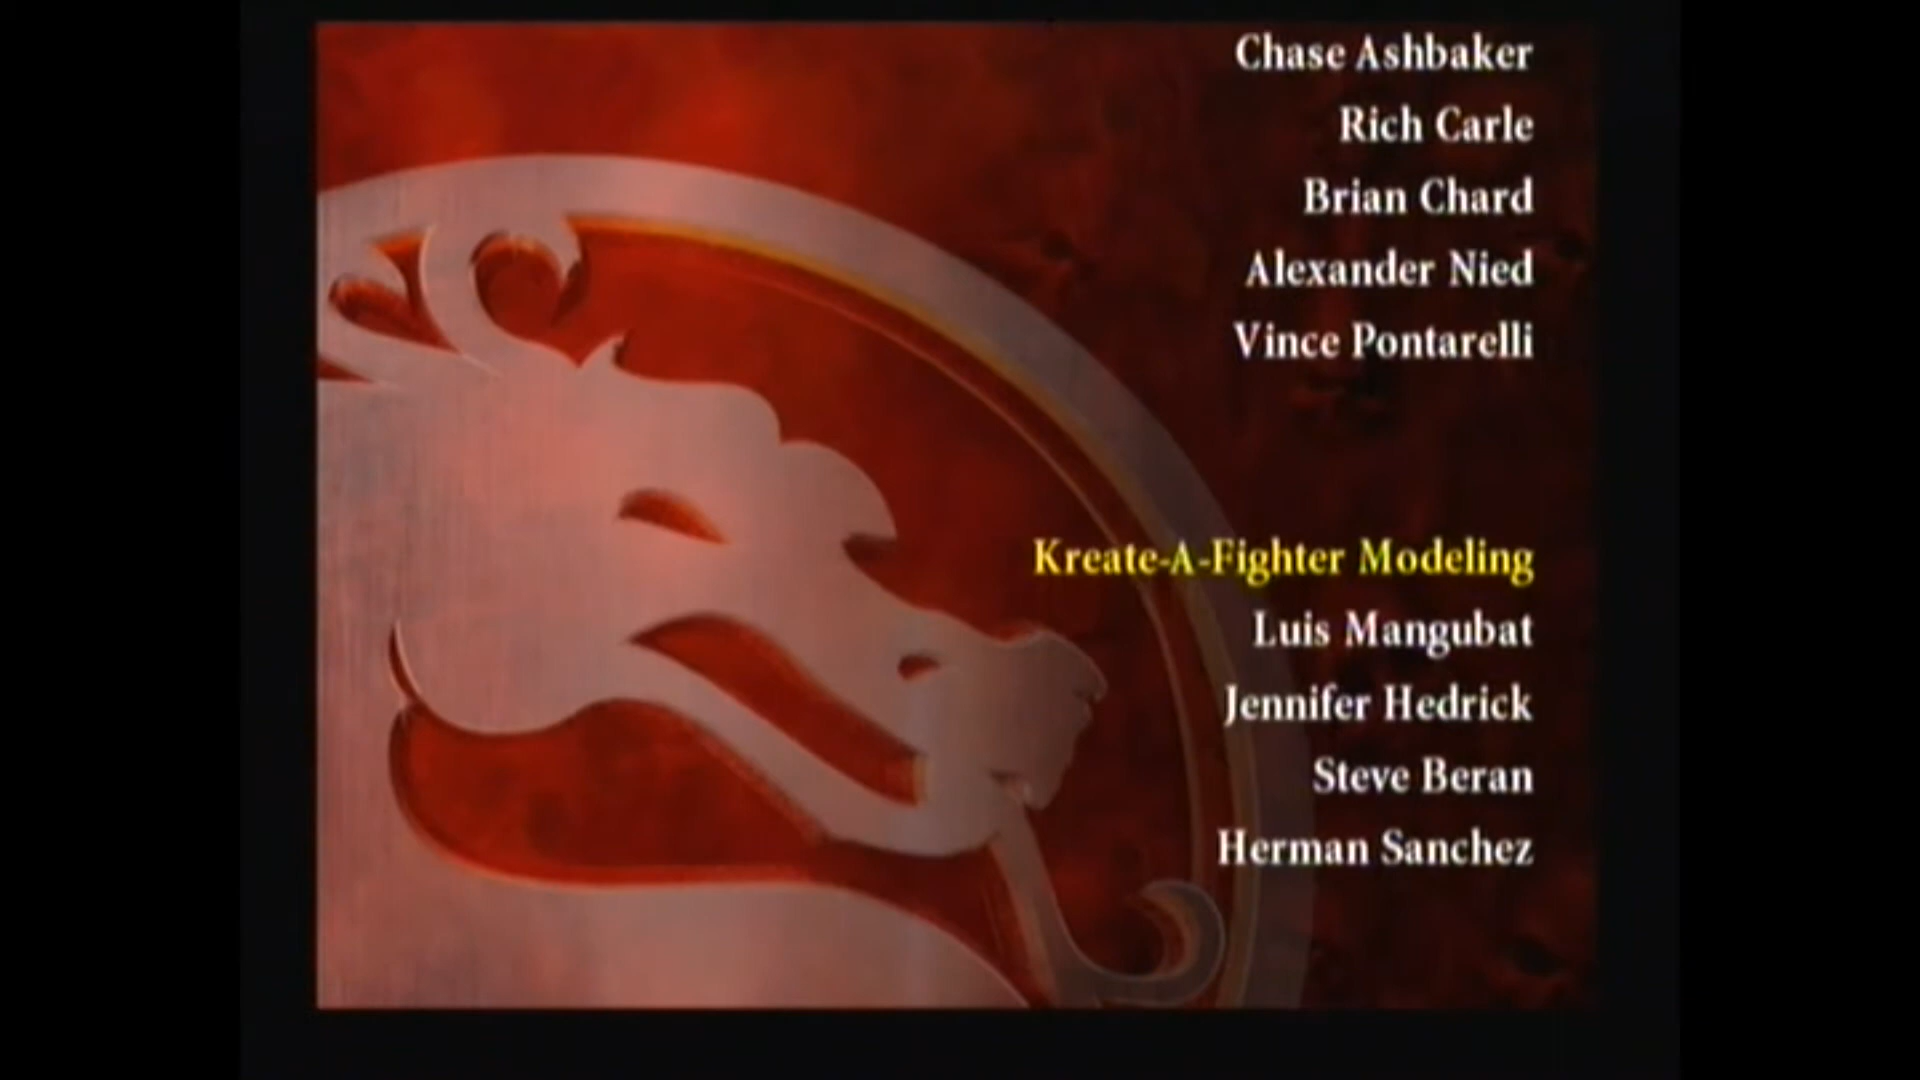 Chase Ashbaker
Rich Carle
Brian Chard
Alexander Nied
Vince Pontarelli
Kreate-A-Fighter Modeling
Luis Mangubat
Jennifer Hedrick
Steve Beran
Herman Sanchez